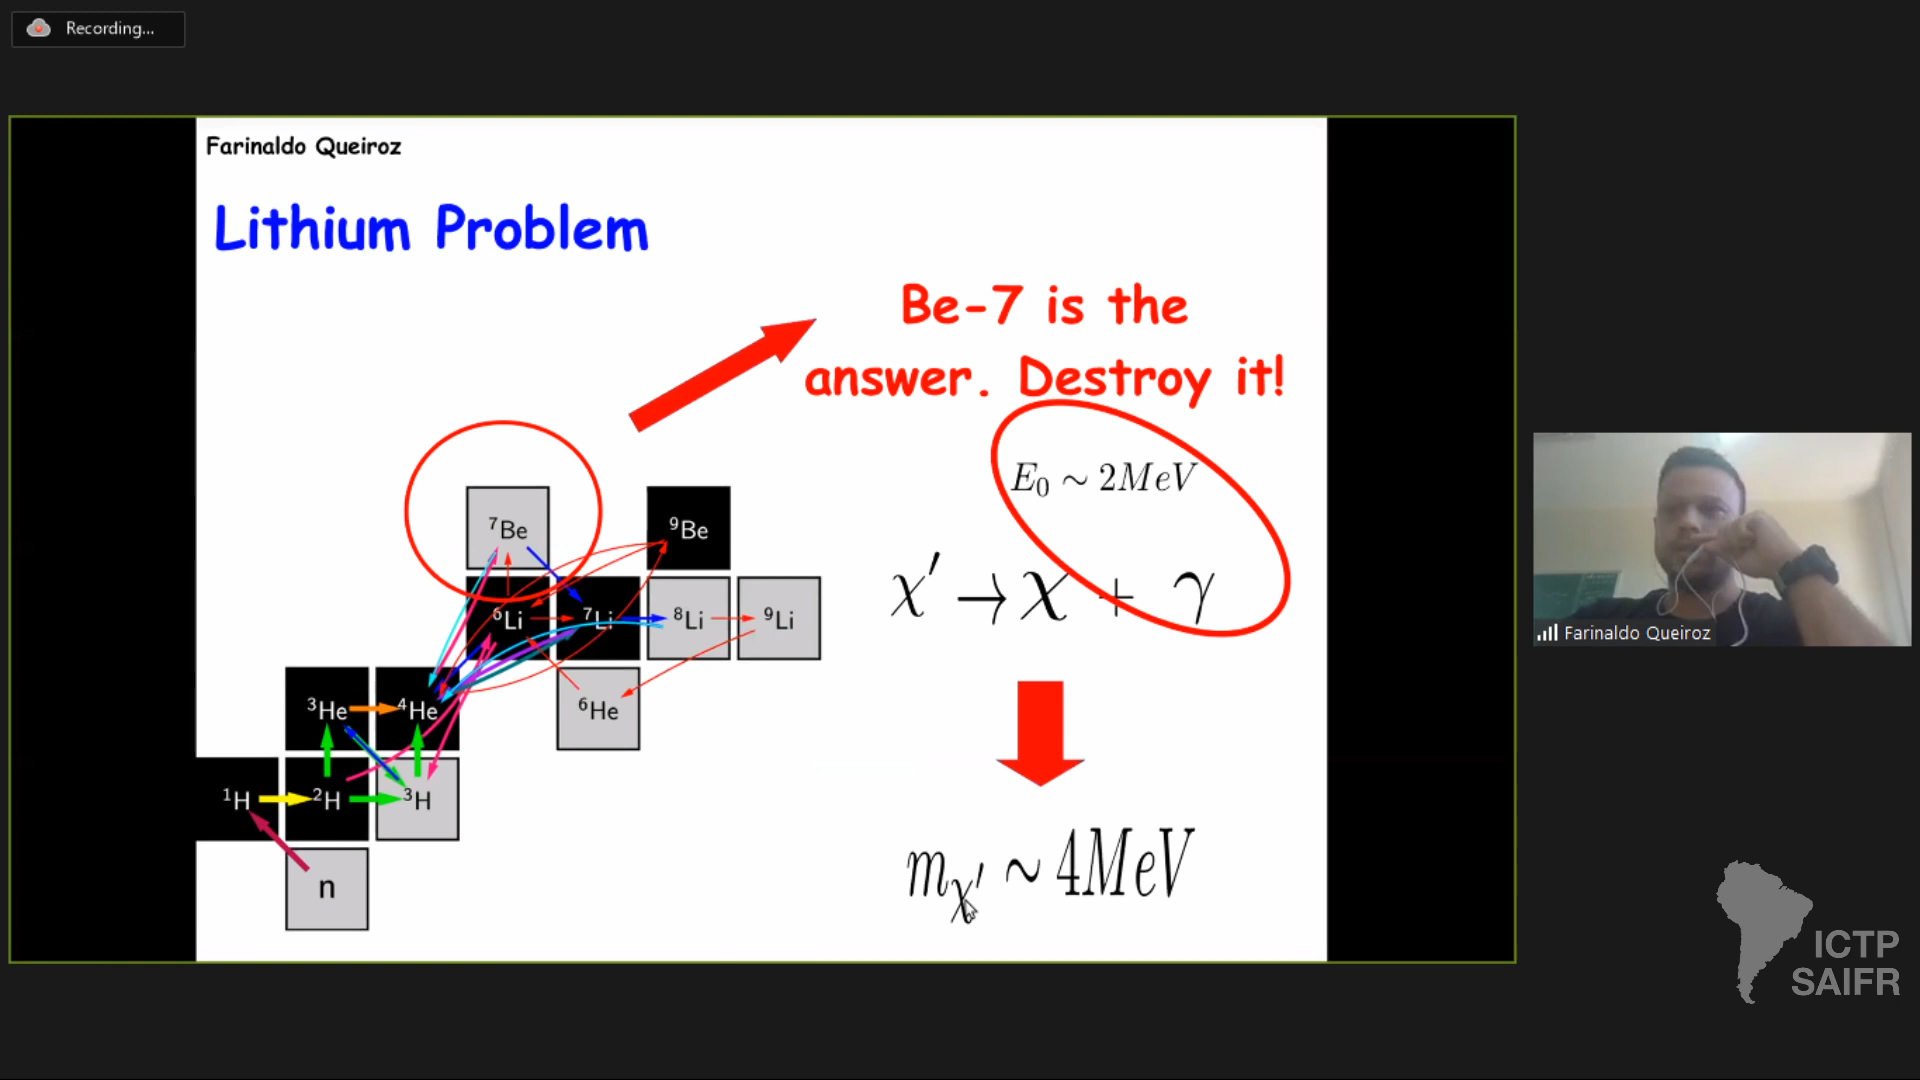 Recording...
Farinaldo Queiroz
Lithium Problem
Be-7 is the
answer. Destroy it!
E₀ ~ 2MeV
χ′ → χ + γ
m_χ′ ~ 4MeV
⁷Be ⁹Be
⁶Li ⁷Li ⁸Li ⁹Li
³He ⁴He ⁶He
¹H ²H ³H
n
Farinaldo Queiroz
ICTP
SAIFR